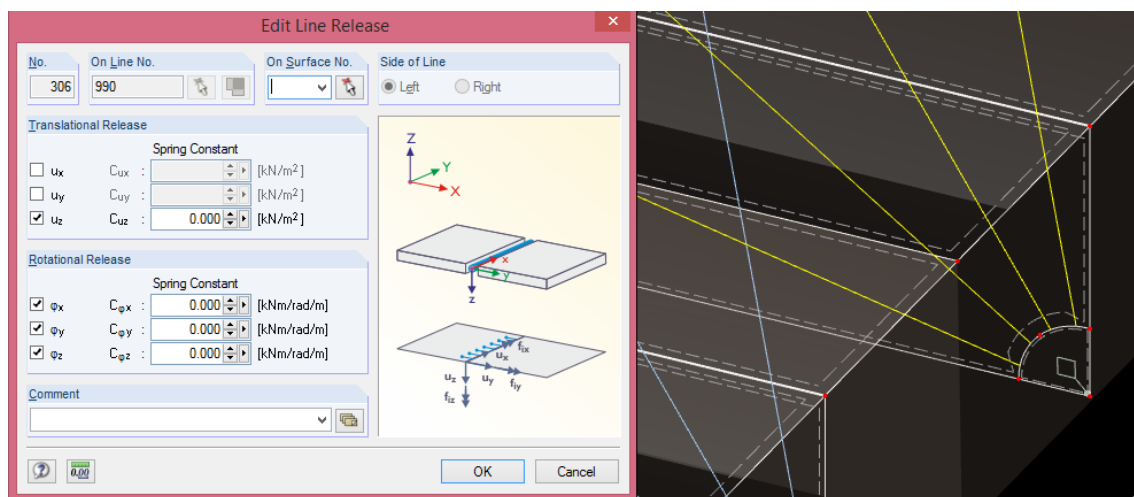 Edit Line Release
×
No. On Line No. On Surface No. Side of Line
306 990 Left Right
Translational Release
Spring Constant
ux Cux : [kN/m²]
uy Cuy : [kN/m²]
uz Cuz : 0.000 [kN/m²]
Rotational Release
Spring Constant
φx Cφx : 0.000 [kNm/rad/m]
φy Cφy : 0.000 [kNm/rad/m]
φz Cφz : 0.000 [kNm/rad/m]
Comment
Z
Y
X
x
y
z
fix
ux
uz uy fiy
fiz
? 0.00 OK Cancel